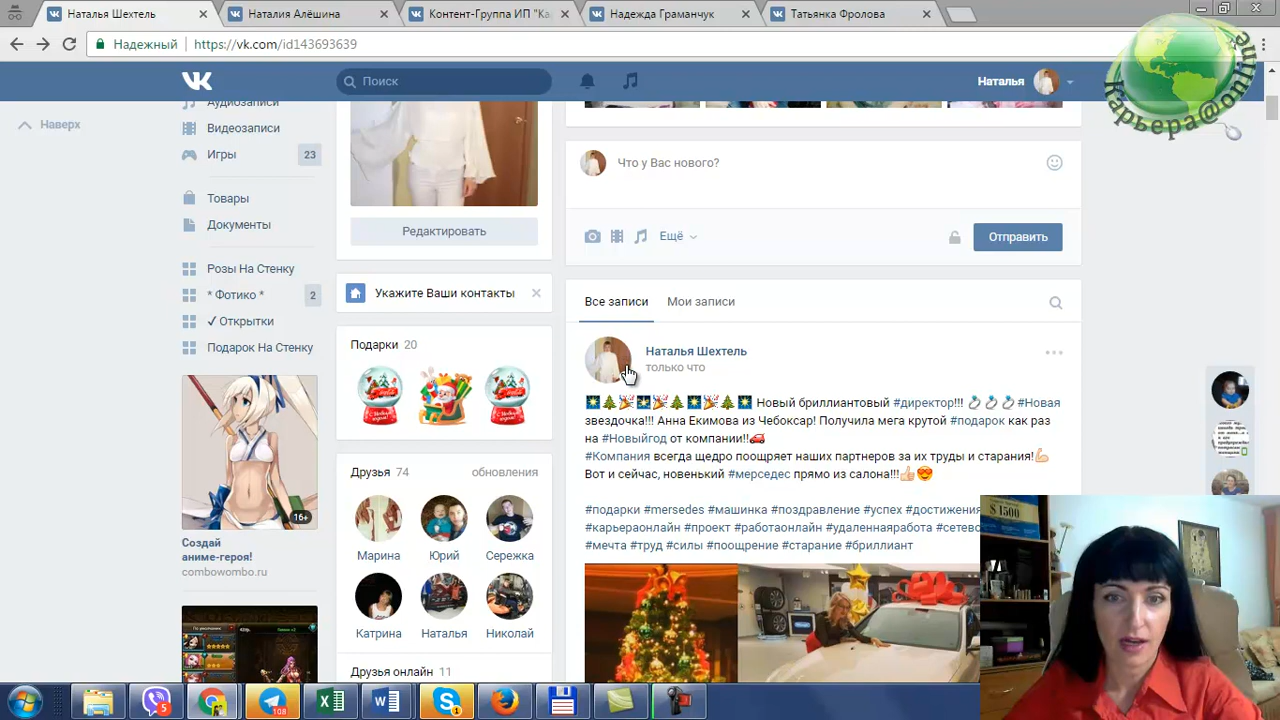 Наталья Шехтель
Наталия Алёшина
Контент-Группа ИП "Ка
Надежда Граманчук
Татьянка Фролова
Надежный
https://vk.com/id143693639
Поиск
Наталья
Карьера@online
Наверх
Аудиозаписи
Видеозаписи
Игры 23
Товары
Документы
Розы На Стенку
* Фотико * 2
✓ Открытки
Подарок На Стенку
16+
Создай
аниме-героя!
combowombo.ru
Редактировать
Укажите Ваши контакты
Подарки 20
Друзья 74 обновления
Марина Юрий Сережка
Катрина Наталья Николай
Друзья онлайн 11
Что у Вас нового?
Ещё
Отправить
Все записи Мои записи
Наталья Шехтель
только что
Новый бриллиантовый #директор!!! #Новая
звездочка!!! Анна Екимова из Чебоксар! Получила мега крутой #подарок как раз
на #Новыйгод от компании!!
#Компания всегда щедро поощряет наших партнеров за их труды и старания!
Вот и сейчас, новенький #мерседес прямо из салона!!!
#подарки #mersedes #машинка #поздравление #успех #достижения
#карьераонлайн #проект #работаонлайн #удаленнаяработа #сетево
#мечта #труд #силы #поощрение #старание #бриллиант
$1500
5
108
1